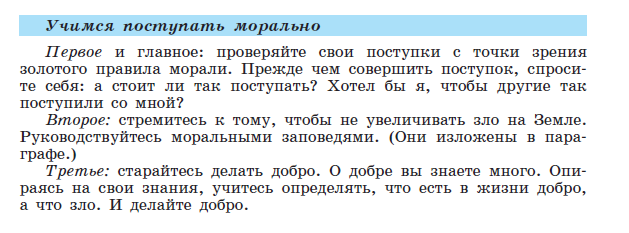 Учимся поступать морально
Первое и главное: проверяйте свои поступки с точки зрения
золотого правила морали. Прежде чем совершить поступок, спроси-
те себя: а стоит ли так поступать? Хотел бы я, чтобы другие так
поступили со мной?
Второе: стремитесь к тому, чтобы не увеличивать зло на Земле.
Руководствуйтесь моральными заповедями. (Они изложены в пара-
графе.)
Третье: старайтесь делать добро. О добре вы знаете много. Опи-
раясь на свои знания, учитесь определять, что есть в жизни добро,
а что зло. И делайте добро.